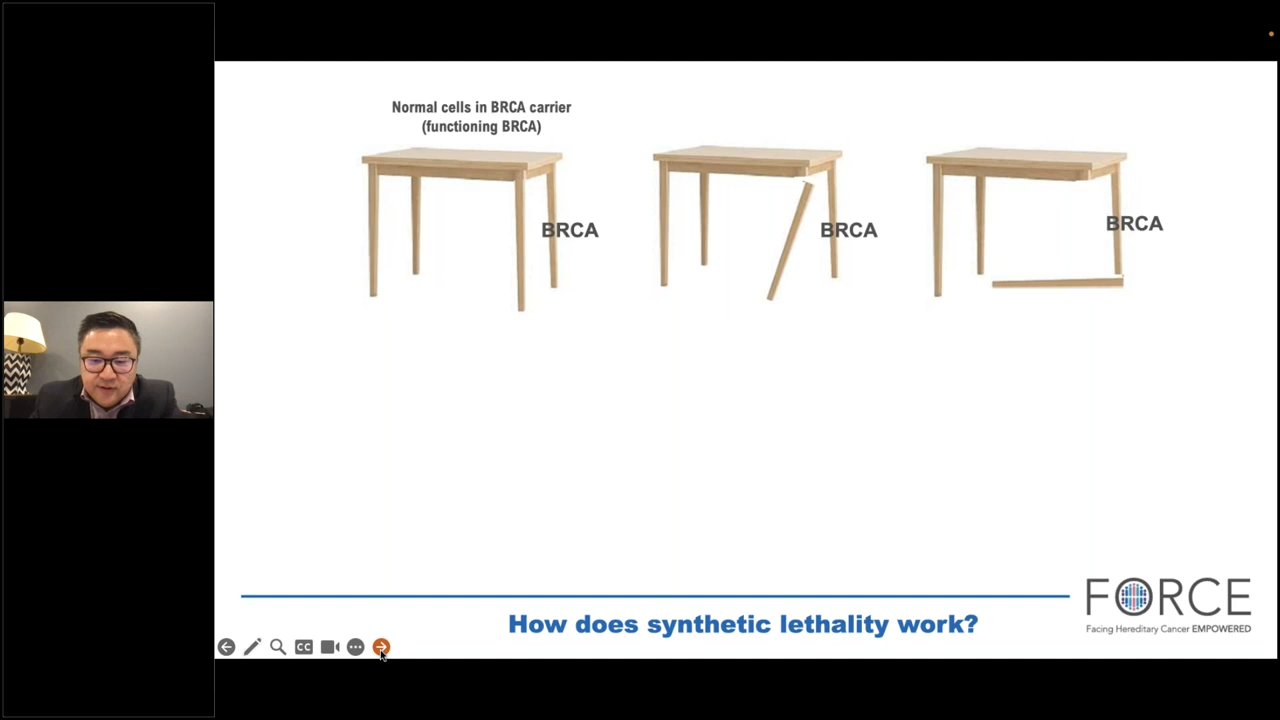 Normal cells in BRCA carrier
(functioning BRCA)
BRCA
BRCA
BRCA
How does synthetic lethality work?
FORCE
Facing Hereditary Cancer EMPOWERED
CC